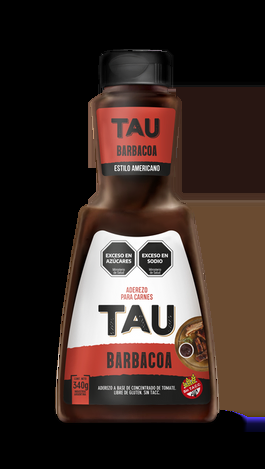 TAU
BARBACOA
ESTILO AMERICANO
EXCESO EN
AZÚCARES
EXCESO EN
SODIO
ADEREZO
PARA CARNES
TAU
BARBACOA
340g
ADEREZO A BASE DE CONCENTRADO DE TOMATE.
LIBRE DE GLUTEN. SIN TACC.